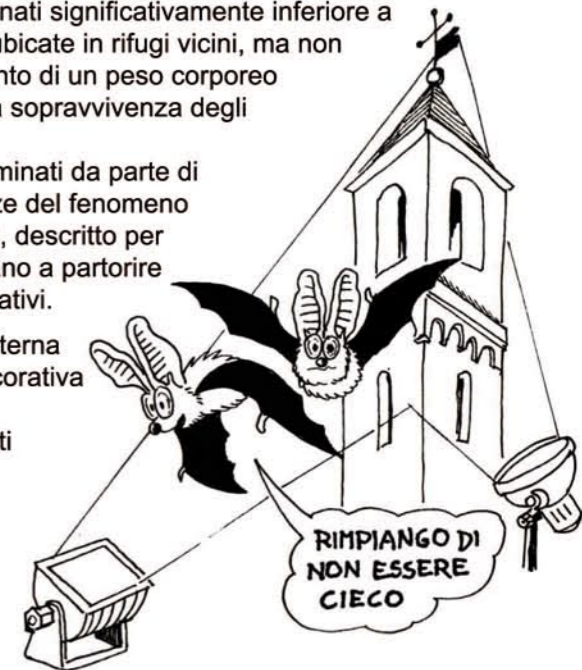 nati significativamente inferiore a
ubicate in rifugi vicini, ma non
nto di un peso corporeo
sopravvivenza degli
minati da parte di
ze del fenomeno
, descritto per
no a partorire
ativi.
terna
corativa
ti
RIMPIANGO DI
NON ESSERE
CIECO